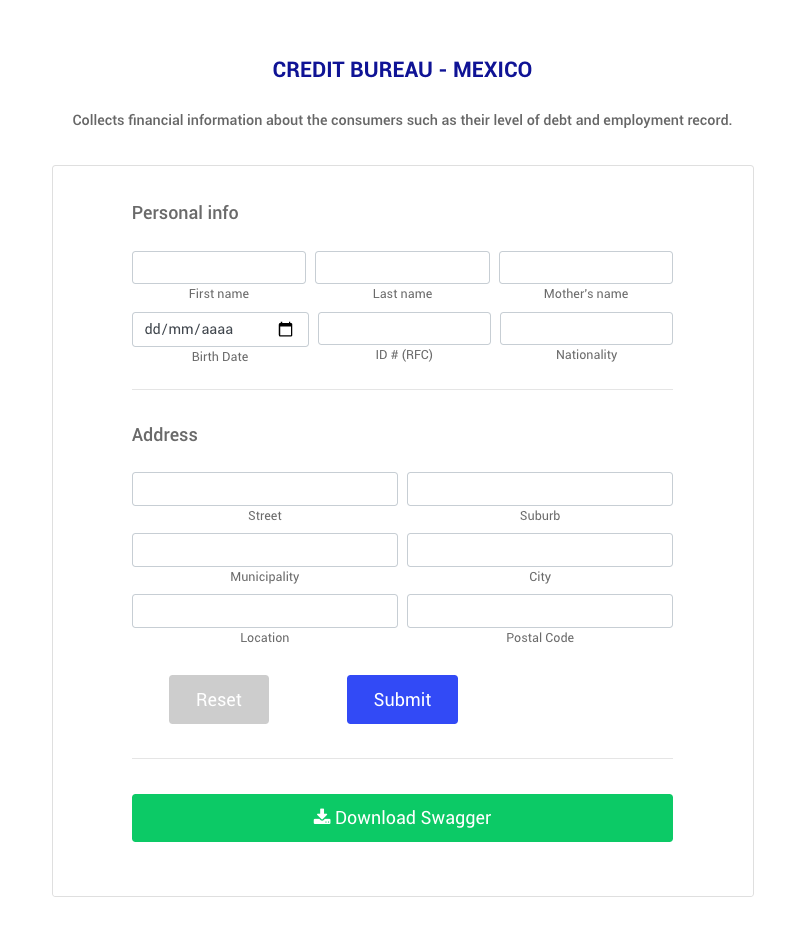 CREDIT BUREAU - MEXICO
Collects financial information about the consumers such as their level of debt and employment record.
Personal info
First name Last name Mother's name
dd/mm/aaaa
Birth Date ID # (RFC) Nationality
Address
Street Suburb
Municipality City
Location Postal Code
Reset Submit
Download Swagger